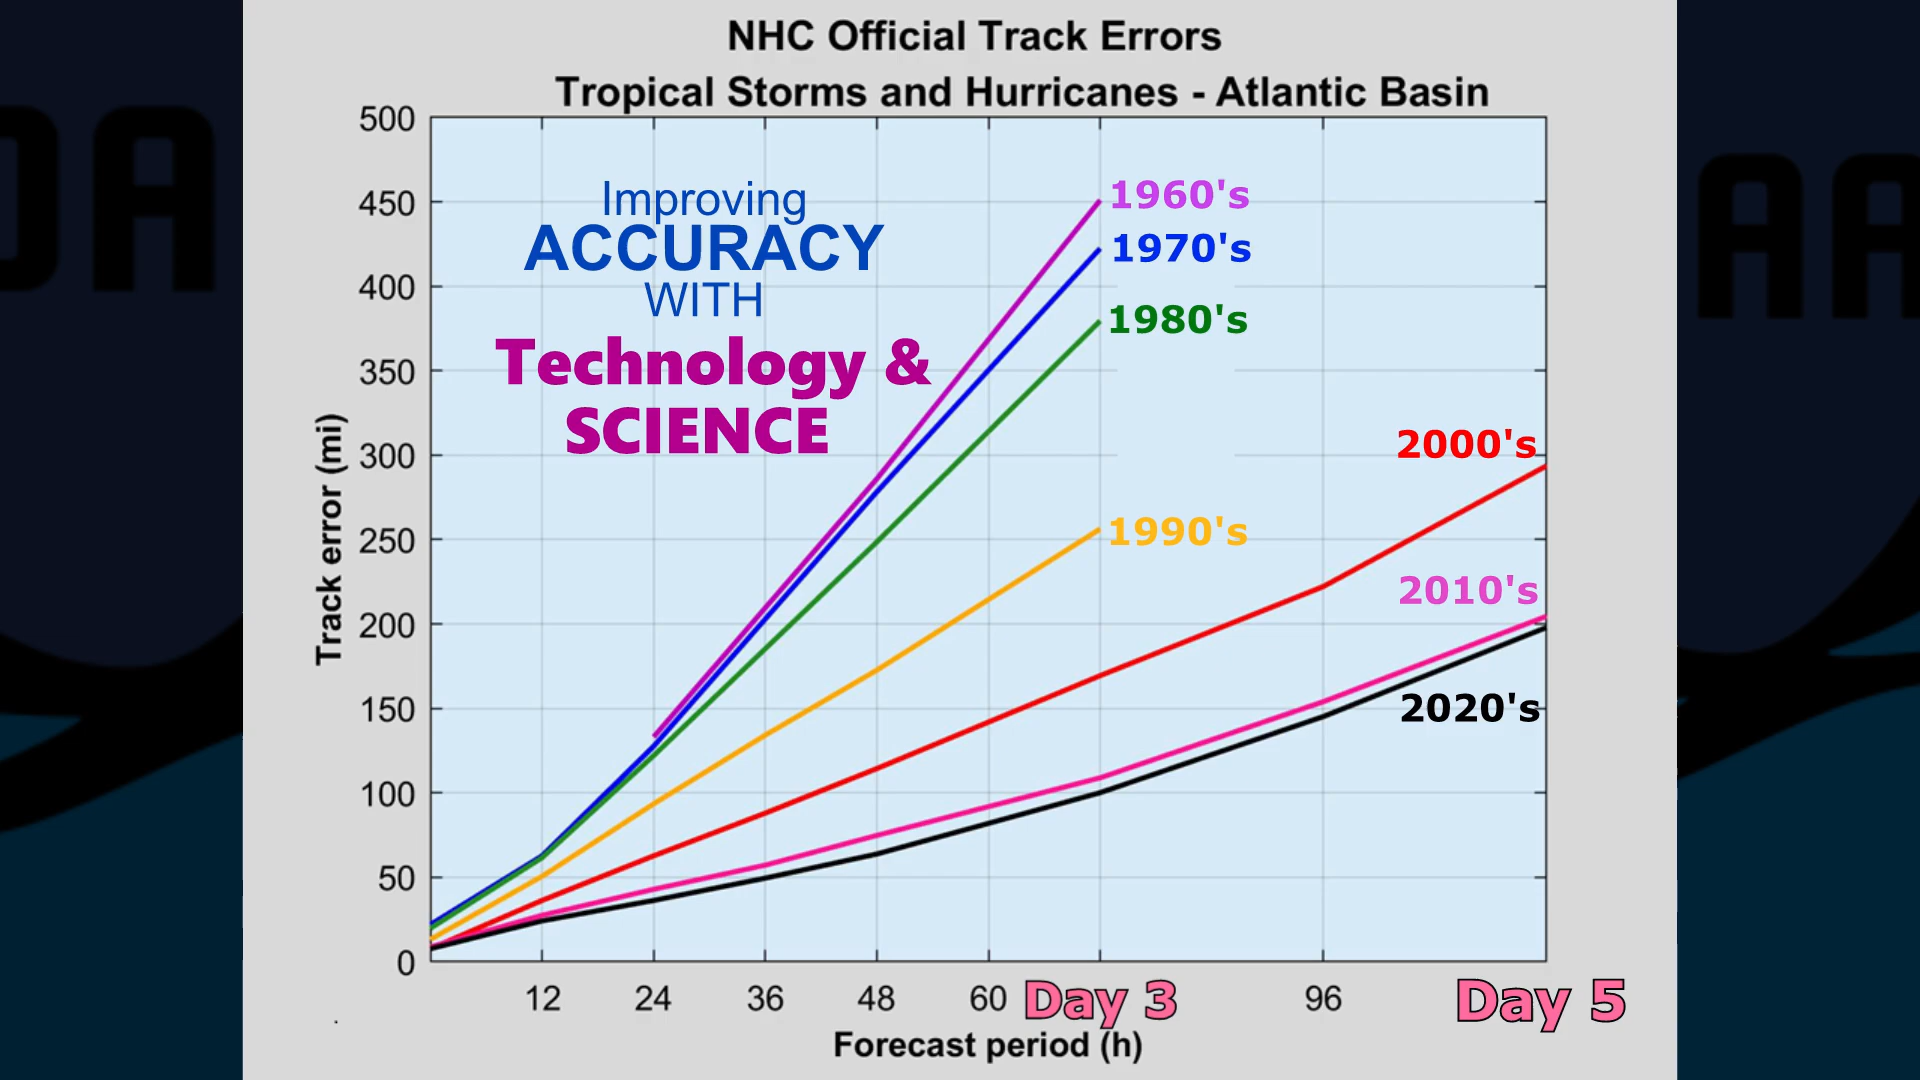 NHC Official Track Errors
Tropical Storms and Hurricanes - Atlantic Basin
500
450
400
350
300
250
200
150
100
50
0
Track error (mi)
Improving
ACCURACY
WITH
Technology &
SCIENCE
1960's
1970's
1980's
1990's
2000's
2010's
2020's
12 24 36 48 60 Day 3 96 Day 5
Forecast period (h)